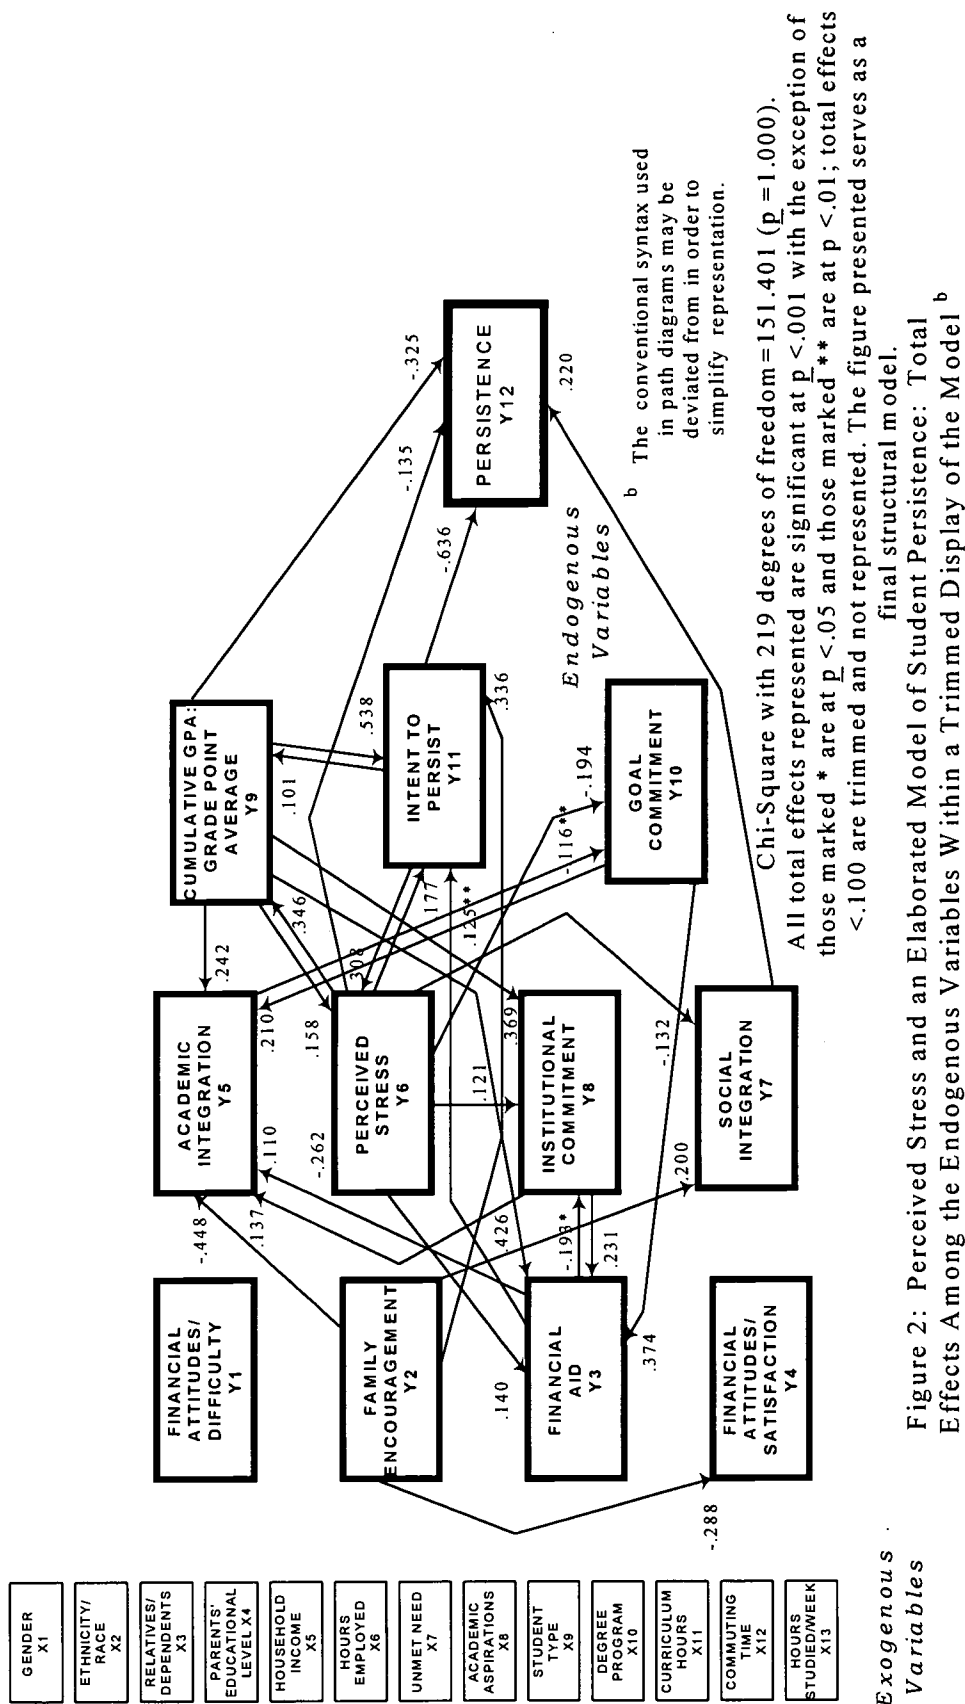 GENDER
X1
ETHNICITY/
RACE
X2
RELATIVES/
DEPENDENTS
X3
PARENTS'
EDUCATIONAL
LEVEL X4
HOUSEHOLD
INCOME
X5
HOURS
EMPLOYED
X6
UNMET NEED
X7
ACADEMIC
ASPIRATIONS
X8
STUDENT
TYPE
X9
DEGREE
PROGRAM
X10
CURRICULUM
HOURS
X11
COMMUTING
TIME
X12
HOURS
STUDIED/WEEK
X13
Exogenous
Variables
FINANCIAL
ATTITUDES/
DIFFICULTY
Y1
FAMILY
ENCOURAGEMENT
Y2
FINANCIAL
AID
Y3
FINANCIAL
ATTITUDES/
SATISFACTION
Y4
-.288
.140
.374
-.448
.137
.110
-.262
.426
-.193*
.231
.200
ACADEMIC
INTEGRATION
Y5
PERCEIVED
STRESS
Y6
INSTITUTIONAL
COMMITMENT
Y8
SOCIAL
INTEGRATION
Y7
.121
.242
.210
.158
.346
.308
.369
-.132
.177
.125**
-.116**
-.194
CUMULATIVE GPA:
GRADE POINT
AVERAGE
Y9
.101
.538
INTENT TO
PERSIST
Y11
.336
GOAL
COMMITMENT
Y10
Endogenous
Variables
-.636
-.135
-.325
.220
PERSISTENCE
Y12
b The conventional syntax used
in path diagrams may be
deviated from in order to
simplify representation.
Chi-Square with 219 degrees of freedom=151.401 (p =1.000).
All total effects represented are significant at p <.001 with the exception of
those marked * are at p <.05 and those marked ** are at p <.01; total effects
<.100 are trimmed and not represented. The figure presented serves as a
final structural model.
Figure 2: Perceived Stress and an Elaborated Model of Student Persistence: Total
Effects Among the Endogenous Variables Within a Trimmed Display of the Model b